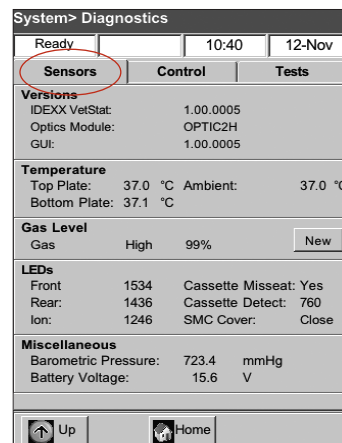 System> Diagnostics
Ready 10:40 12-Nov
Sensors Control Tests
Versions
IDEXX VetStat: 1.00.0005
Optics Module: OPTIC2H
GUI: 1.00.0005
Temperature
Top Plate: 37.0 °C Ambient: 37.0 °C
Bottom Plate: 37.1 °C
Gas Level
Gas High 99% New
LEDs
Front 1534 Cassette Misseat: Yes
Rear: 1436 Cassette Detect: 760
Ion: 1246 SMC Cover: Close
Miscellaneous
Barometric Pressure: 723.4 mmHg
Battery Voltage: 15.6 V
Up Home